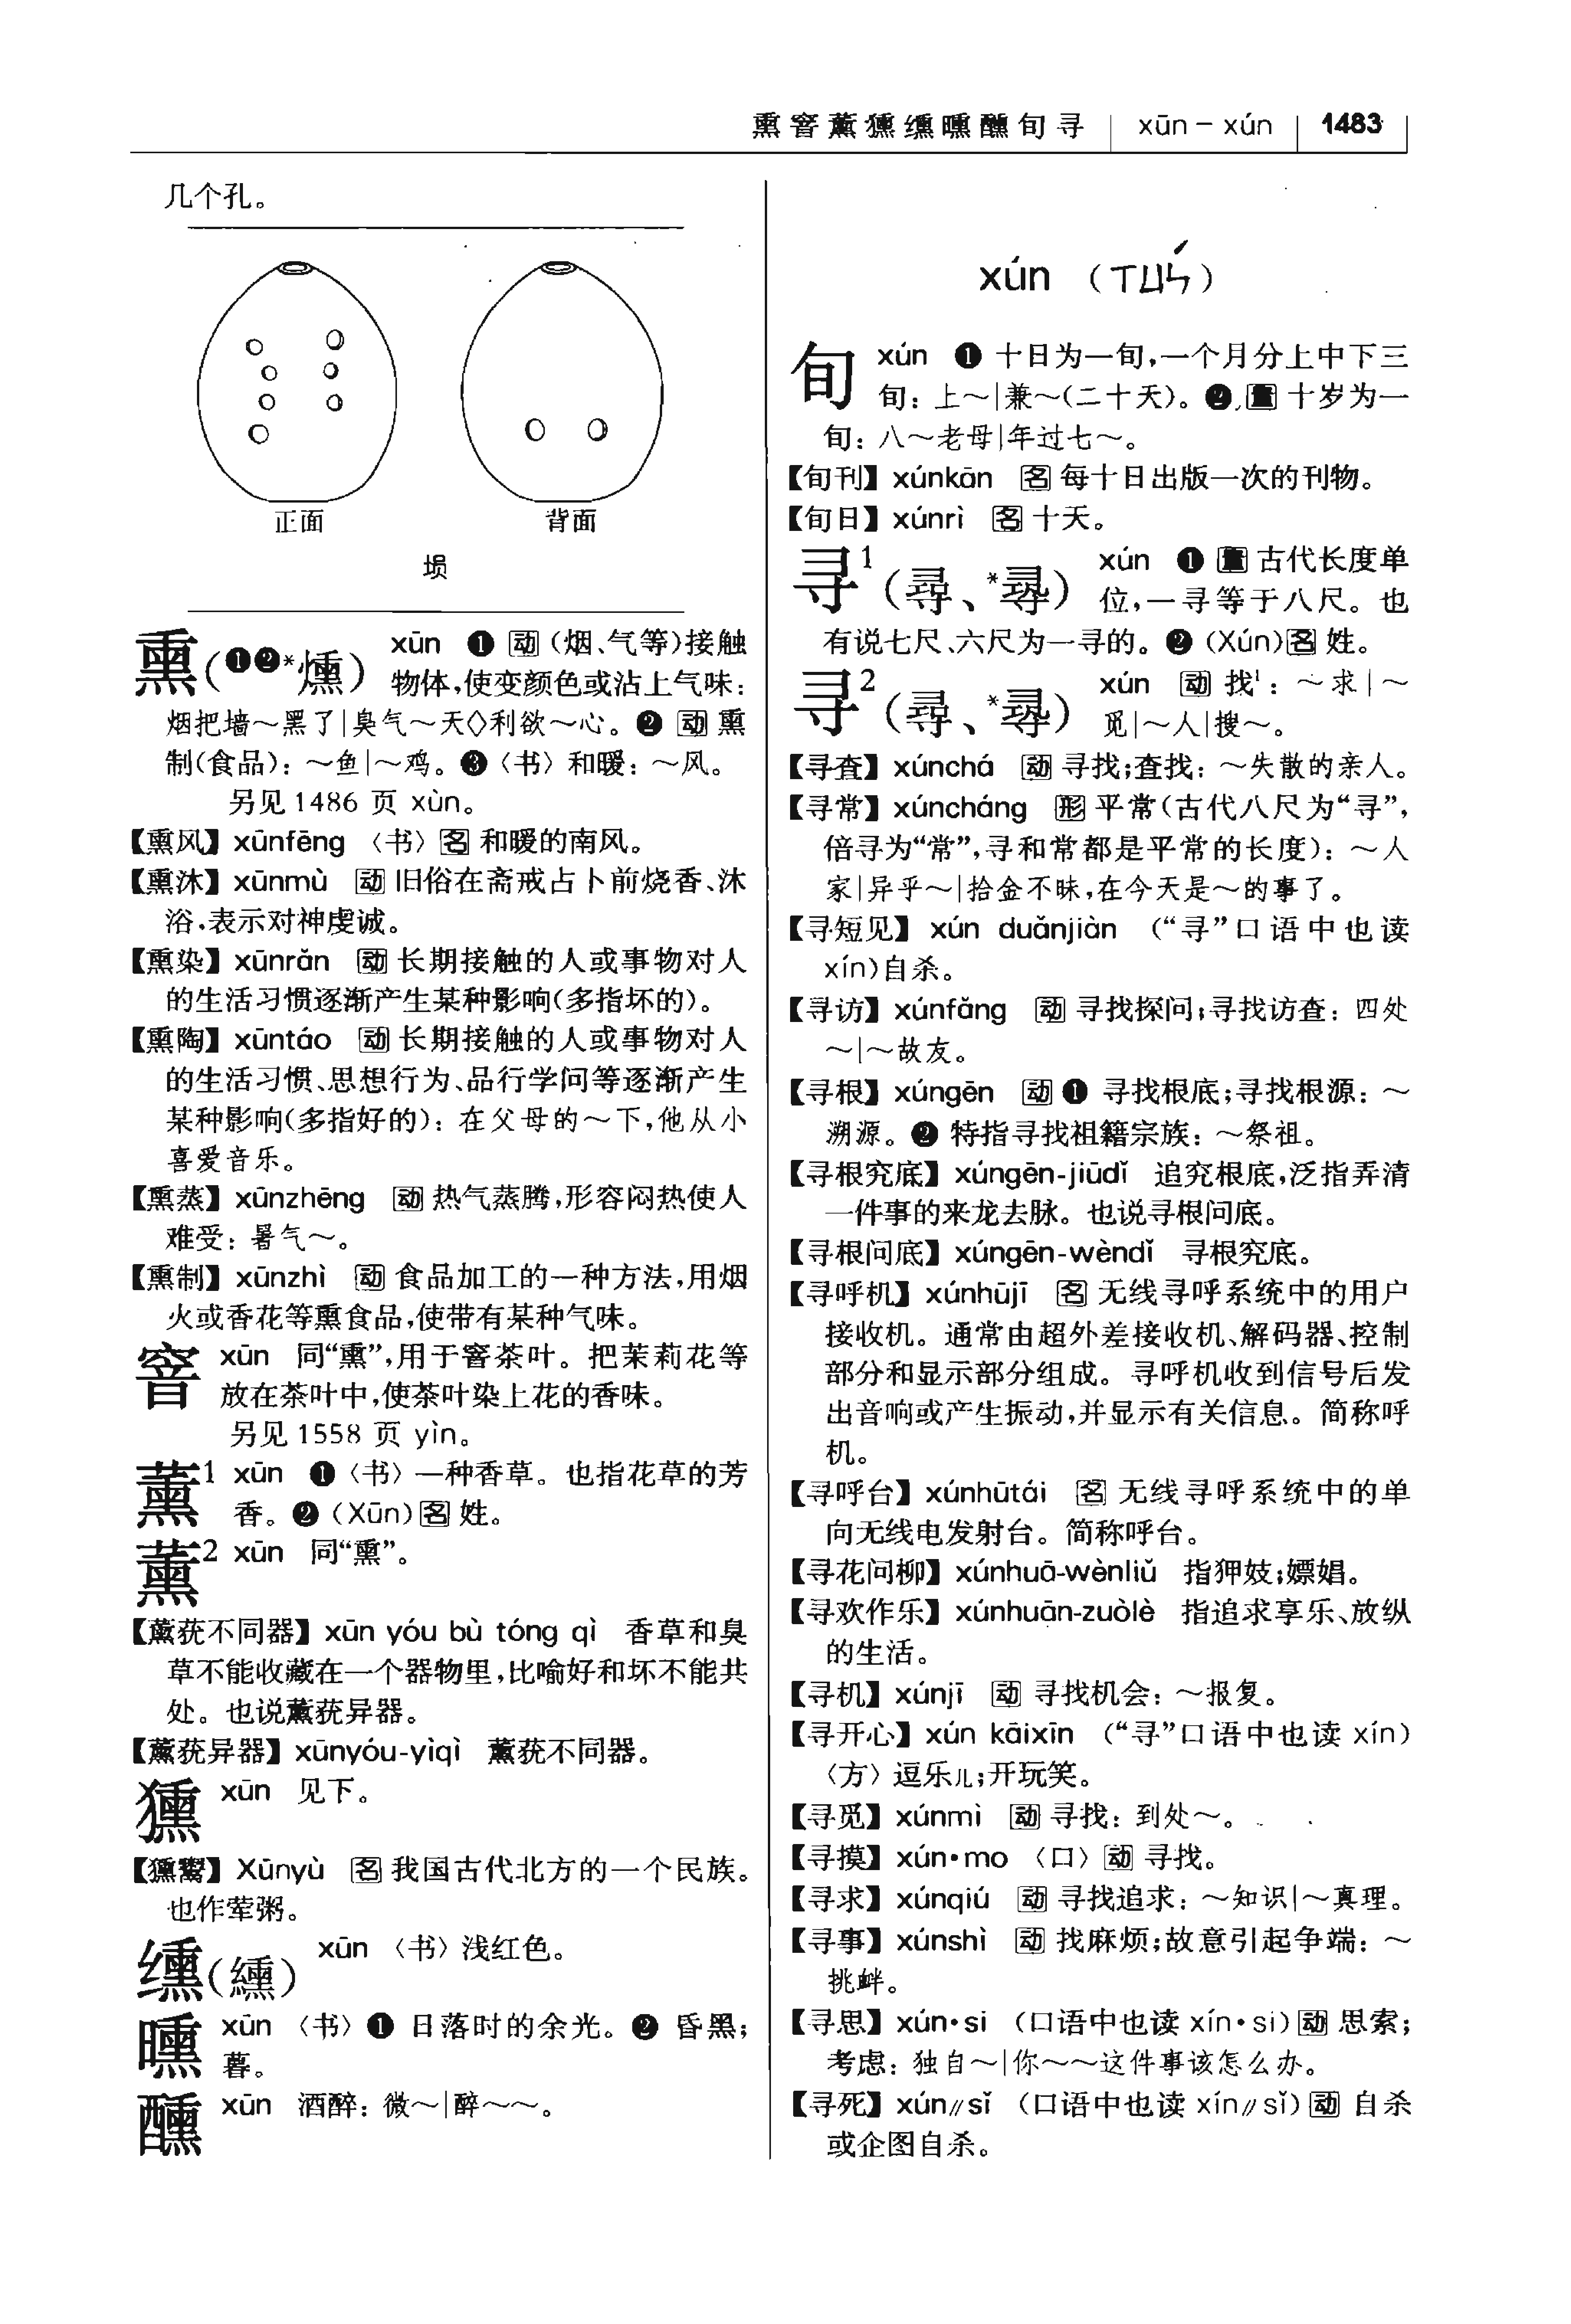 熏窨薰獯纁曛醺旬寻 xūn－xún 1483
几个孔。
正面 背面
埙
熏(❶❷*燻) xūn ❶ 动 (烟、气等)接触
物体,使变颜色或沾上气味:
烟把墙～黑了|臭气～天◇利欲～心。❷ 动 熏
制(食品): ～鱼|～鸡。❸〈书〉和暖: ～风。
另见 1486 页 xùn。
【熏风】xūnfēng 〈书〉名 和暖的南风。
【熏沐】xūnmù 动 旧俗在斋戒占卜前烧香、沐
浴,表示对神虔诚。
【熏染】xūnrǎn 动 长期接触的人或事物对人
的生活习惯逐渐产生某种影响(多指坏的)。
【熏陶】xūntáo 动 长期接触的人或事物对人
的生活习惯、思想行为、品行学问等逐渐产生
某种影响(多指好的): 在父母的～下,他从小
喜爱音乐。
【熏蒸】xūnzhēng 动 热气蒸腾,形容闷热使人
难受: 暑气～。
【熏制】xūnzhì 动 食品加工的一种方法,用烟
火或香花等熏食品,使带有某种气味。
窨 xūn 同“熏”,用于窨茶叶。把茉莉花等
放在茶叶中,使茶叶染上花的香味。
另见 1558 页 yìn。
薰1 xūn ❶〈书〉一种香草。也指花草的芳
香。❷ (Xūn)名 姓。
薰2 xūn 同“熏”。
【薰莸不同器】xūn yóu bù tóng qì 香草和臭
草不能收藏在一个器物里,比喻好和坏不能共
处。也说薰莸异器。
【薰莸异器】xūnyóu-yìqì 薰莸不同器。
獯 xūn 见下。
【獯鬻】Xūnyù 名 我国古代北方的一个民族。
也作荤粥。
纁(纁) xūn 〈书〉浅红色。
曛 xūn 〈书〉❶ 日落时的余光。❷ 昏黑;
暮。
醺 xūn 酒醉: 微～|醉～～。
xún (ㄒㄩㄣˊ)
旬 xún ❶ 十日为一旬,一个月分上中下三
旬: 上～|兼～(二十天)。❷ 量 十岁为一
旬: 八～老母|年过七～。
【旬刊】xúnkān 名 每十日出版一次的刊物。
【旬日】xúnrì 名 十天。
寻1(尋、*尋) xún ❶ 量 古代长度单
位,一寻等于八尺。也
有说七尺、六尺为一寻的。❷ (Xún)名 姓。
寻2(尋、*尋) xún 动 找1: ～求|～
觅|～人|搜～。
【寻查】xúnchá 动 寻找;查找: ～失散的亲人。
【寻常】xúncháng 形 平常(古代八尺为“寻”,
倍寻为“常”,寻和常都是平常的长度): ～人
家|异乎～|拾金不昧,在今天是～的事了。
【寻短见】xún duǎnjiàn (“寻”口语中也读
xín)自杀。
【寻访】xúnfǎng 动 寻找探问;寻找访查: 四处
～|～故友。
【寻根】xúngēn 动 ❶ 寻找根底;寻找根源: ～
溯源。❷ 特指寻找祖籍宗族: ～祭祖。
【寻根究底】xúngēn-jiūdǐ 追究根底,泛指弄清
一件事的来龙去脉。也说寻根问底。
【寻根问底】xúngēn-wèndǐ 寻根究底。
【寻呼机】xúnhūjī 名 无线寻呼系统中的用户
接收机。通常由超外差接收机、解码器、控制
部分和显示部分组成。寻呼机收到信号后发
出音响或产生振动,并显示有关信息。简称呼
机。
【寻呼台】xúnhūtái 名 无线寻呼系统中的单
向无线电发射台。简称呼台。
【寻花问柳】xúnhuā-wènliǔ 指狎妓;嫖娼。
【寻欢作乐】xúnhuān-zuòlè 指追求享乐、放纵
的生活。
【寻机】xúnjī 动 寻找机会: ～报复。
【寻开心】xún kāixīn (“寻”口语中也读 xín)
〈方〉逗乐儿;开玩笑。
【寻觅】xúnmì 动 寻找: 到处～。
【寻摸】xún•mo 〈口〉动 寻找。
【寻求】xúnqiú 动 寻找追求: ～知识|～真理。
【寻事】xúnshì 动 找麻烦;故意引起争端: ～
挑衅。
【寻思】xún•si (口语中也读 xín•si)动 思索;
考虑: 独自～|你～～这件事该怎么办。
【寻死】xún//sǐ (口语中也读 xín//sǐ)动 自杀
或企图自杀。